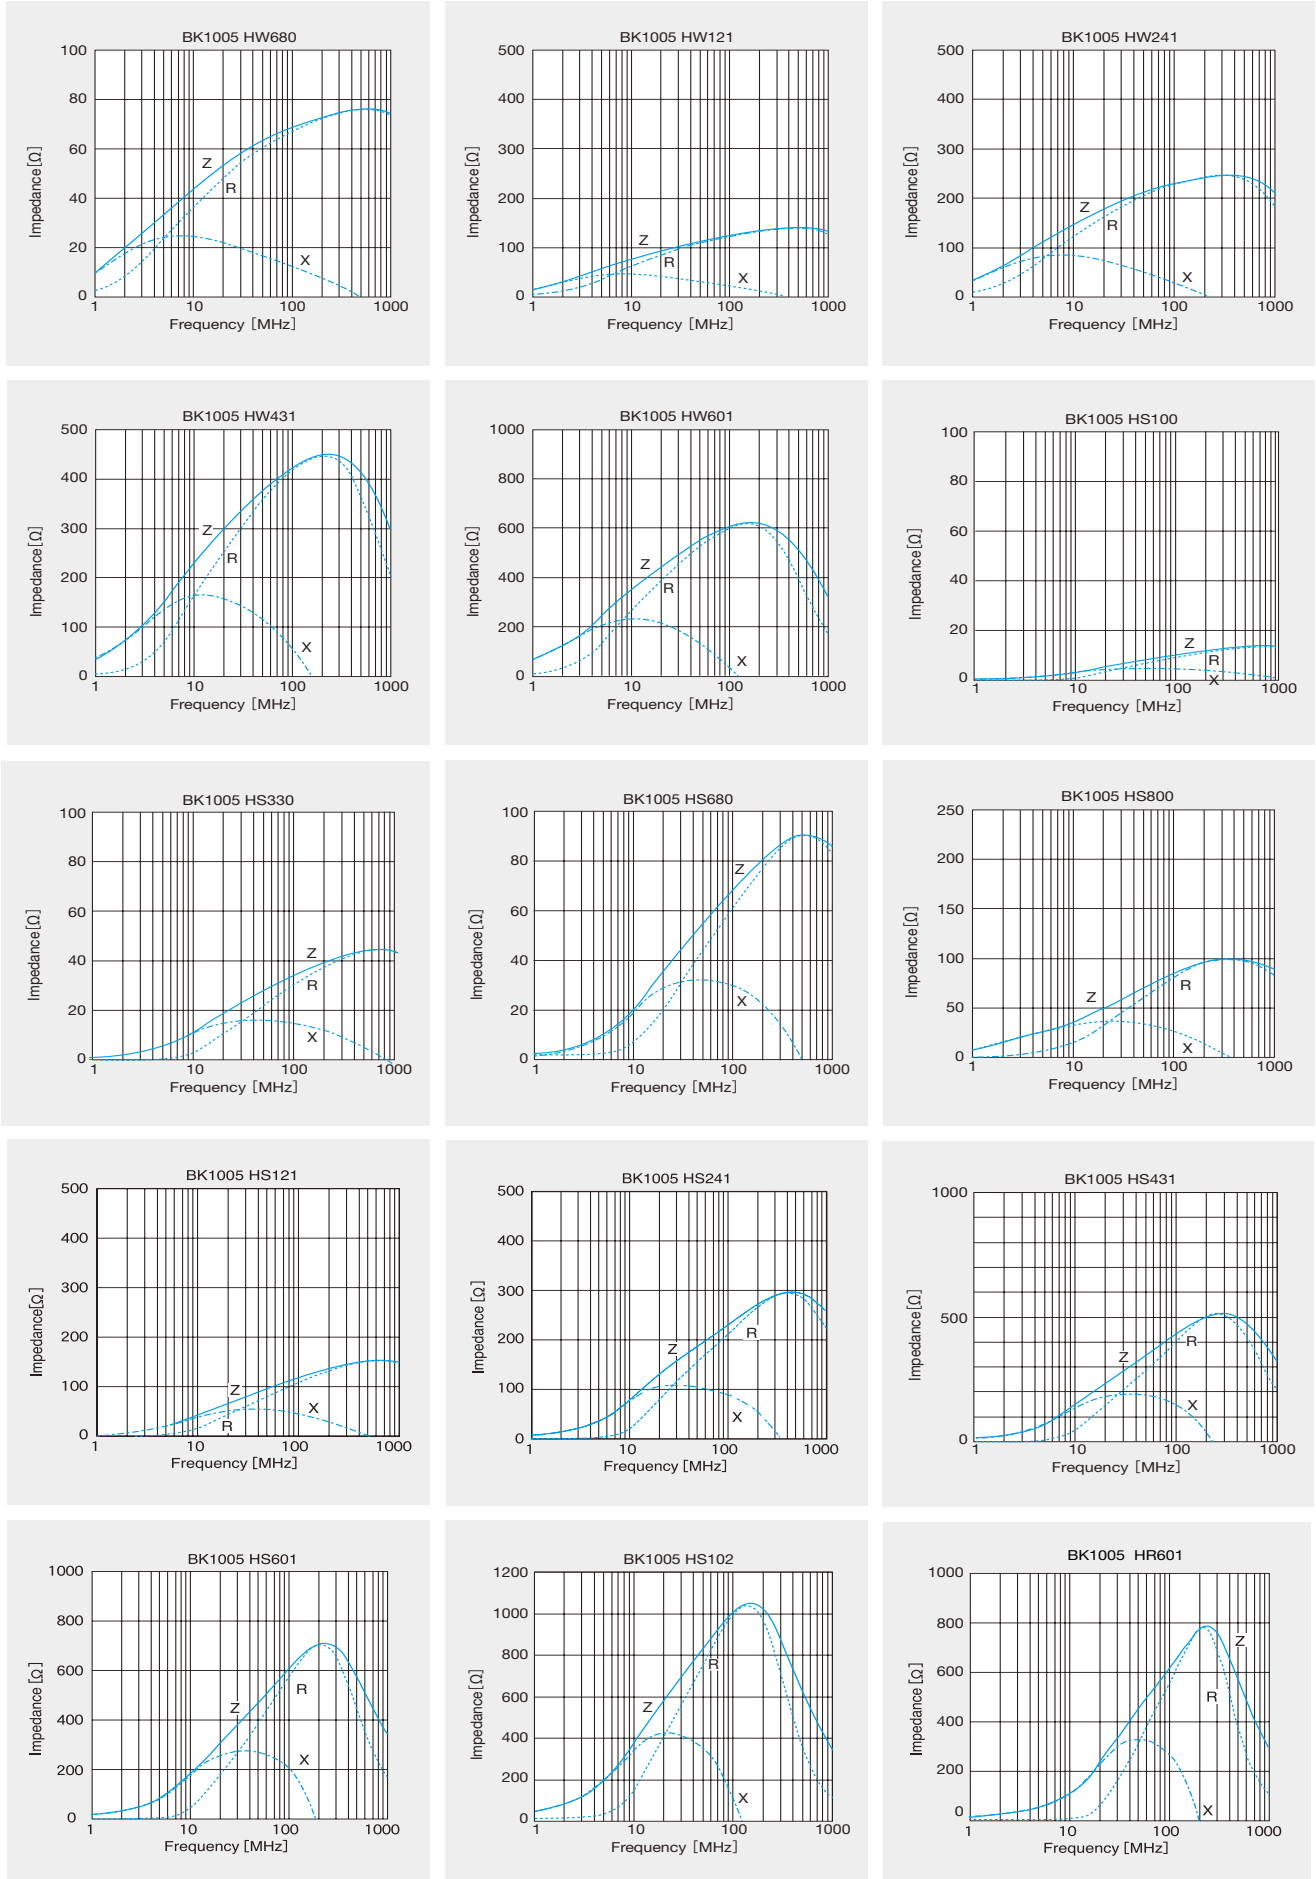 BK1005 HW680
100
80
60
40
20
0
Impedance[Ω]
Z
R
X
1 10 100 1000
Frequency [MHz]
BK1005 HW121
500
400
300
200
100
0
Impedance[Ω]
Z
R
X
1 10 100 1000
Frequency [MHz]
BK1005 HW241
500
400
300
200
100
0
Impedance[Ω]
Z
R
X
1 10 100 1000
Frequency [MHz]
BK1005 HW431
500
400
300
200
100
0
Impedance[Ω]
Z
R
X
1 10 100 1000
Frequency [MHz]
BK1005 HW601
1000
800
600
400
200
0
Impedance[Ω]
Z
R
X
1 10 100 1000
Frequency [MHz]
BK1005 HS100
100
80
60
40
20
0
Impedance[Ω]
Z
R
X
1 10 100 1000
Frequency [MHz]
BK1005 HS330
100
80
60
40
20
0
Impedance[Ω]
Z
R
X
1 10 100 1000
Frequency [MHz]
BK1005 HS680
100
80
60
40
20
0
Impedance[Ω]
Z
X
1 10 100 1000
Frequency [MHz]
BK1005 HS800
250
200
150
100
50
0
Impedance[Ω]
Z
R
X
1 10 100 1000
Frequency [MHz]
BK1005 HS121
500
400
300
200
100
0
Impedance[Ω]
Z
R
X
1 10 100 1000
Frequency [MHz]
BK1005 HS241
500
400
300
200
100
0
Impedance [Ω]
Z
R
X
1 10 100 1000
Frequency [MHz]
BK1005 HS431
1000
500
0
Impedance[Ω]
Z
R
X
1 10 100 1000
Frequency [MHz]
BK1005 HS601
1000
800
600
400
200
0
Impedance [Ω]
Z
R
X
1 10 100 1000
Frequency [MHz]
BK1005 HS102
1200
1000
800
600
400
200
0
Impedance [Ω]
Z
R
X
1 10 100 1000
Frequency [MHz]
BK1005 HR601
1000
800
600
400
200
0
Impedance [Ω]
Z
R
X
1 10 100 1000
Frequency [MHz]